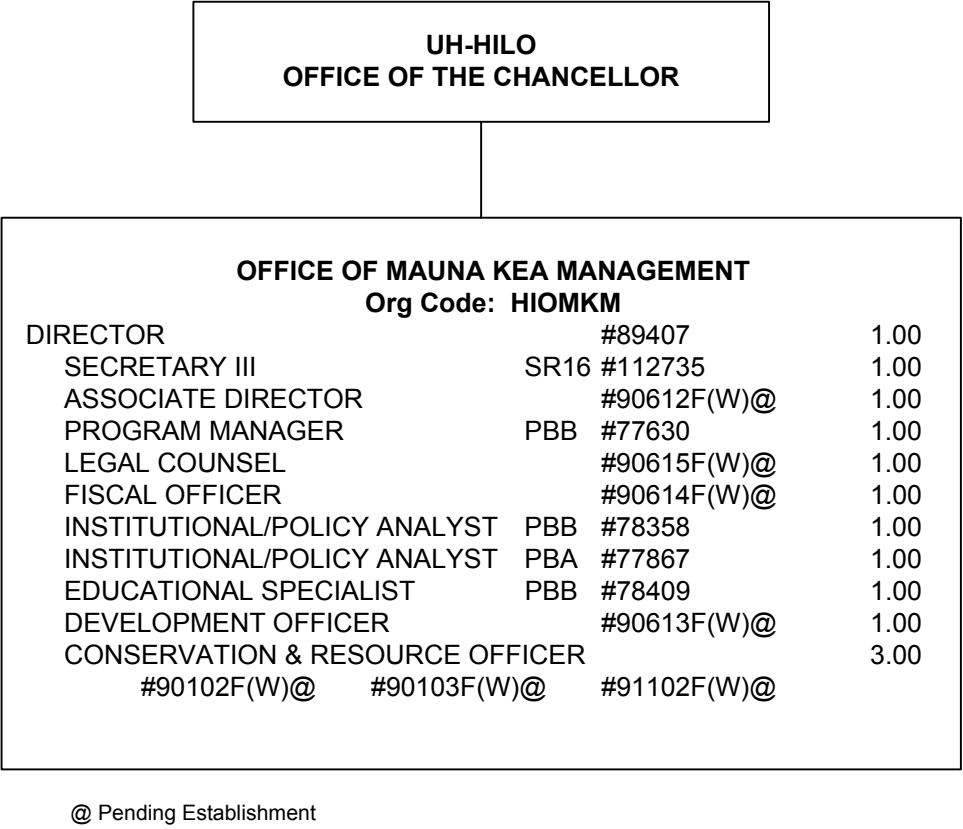 UH-HILO
OFFICE OF THE CHANCELLOR
OFFICE OF MAUNA KEA MANAGEMENT
Org Code:  HIOMKM
DIRECTOR #89407 1.00
SECRETARY III SR16 #112735 1.00
ASSOCIATE DIRECTOR #90612F(W)@ 1.00
PROGRAM MANAGER PBB #77630 1.00
LEGAL COUNSEL #90615F(W)@ 1.00
FISCAL OFFICER #90614F(W)@ 1.00
INSTITUTIONAL/POLICY ANALYST PBB #78358 1.00
INSTITUTIONAL/POLICY ANALYST PBA #77867 1.00
EDUCATIONAL SPECIALIST PBB #78409 1.00
DEVELOPMENT OFFICER #90613F(W)@ 1.00
CONSERVATION & RESOURCE OFFICER 3.00
#90102F(W)@ #90103F(W)@ #91102F(W)@
@ Pending Establishment